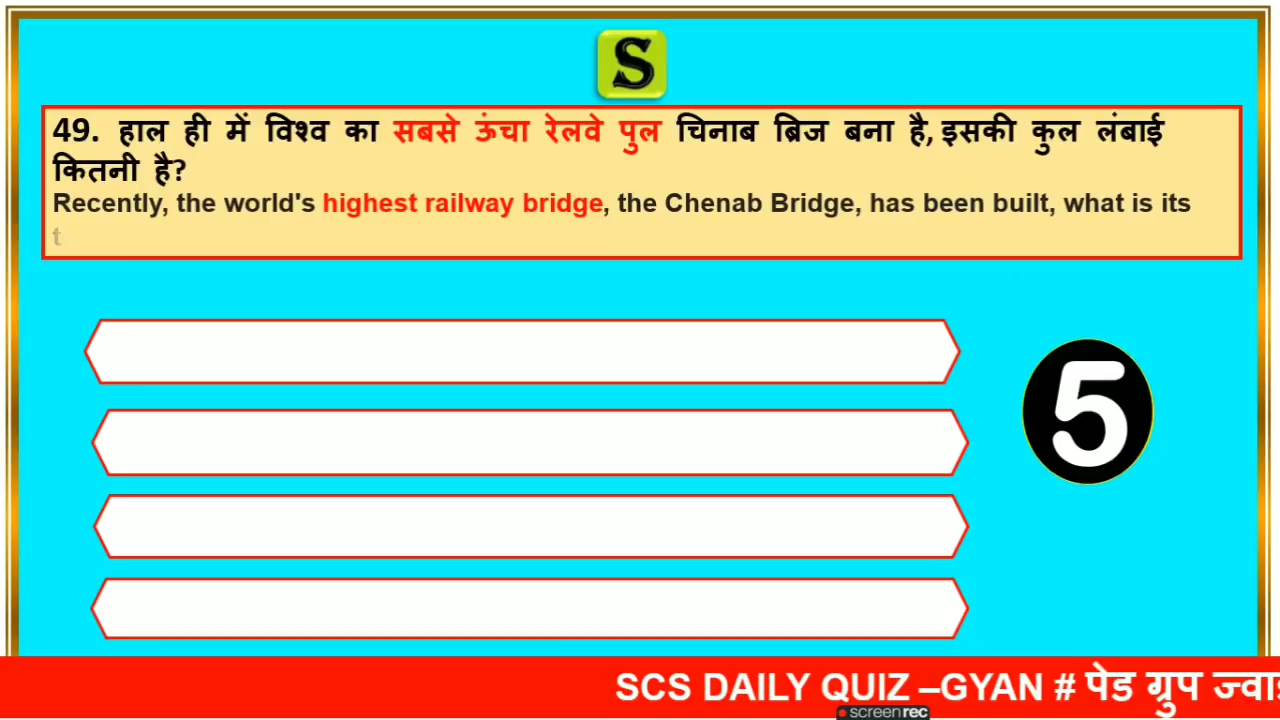 S
49. हाल ही में विश्व का सबसे ऊंचा रेलवे पुल चिनाब ब्रिज बना है, इसकी कुल लंबाई
कितनी है?
Recently, the world's highest railway bridge, the Chenab Bridge, has been built, what is its
t
5
SCS DAILY QUIZ –GYAN # पेड ग्रुप ज्वा
screenrec